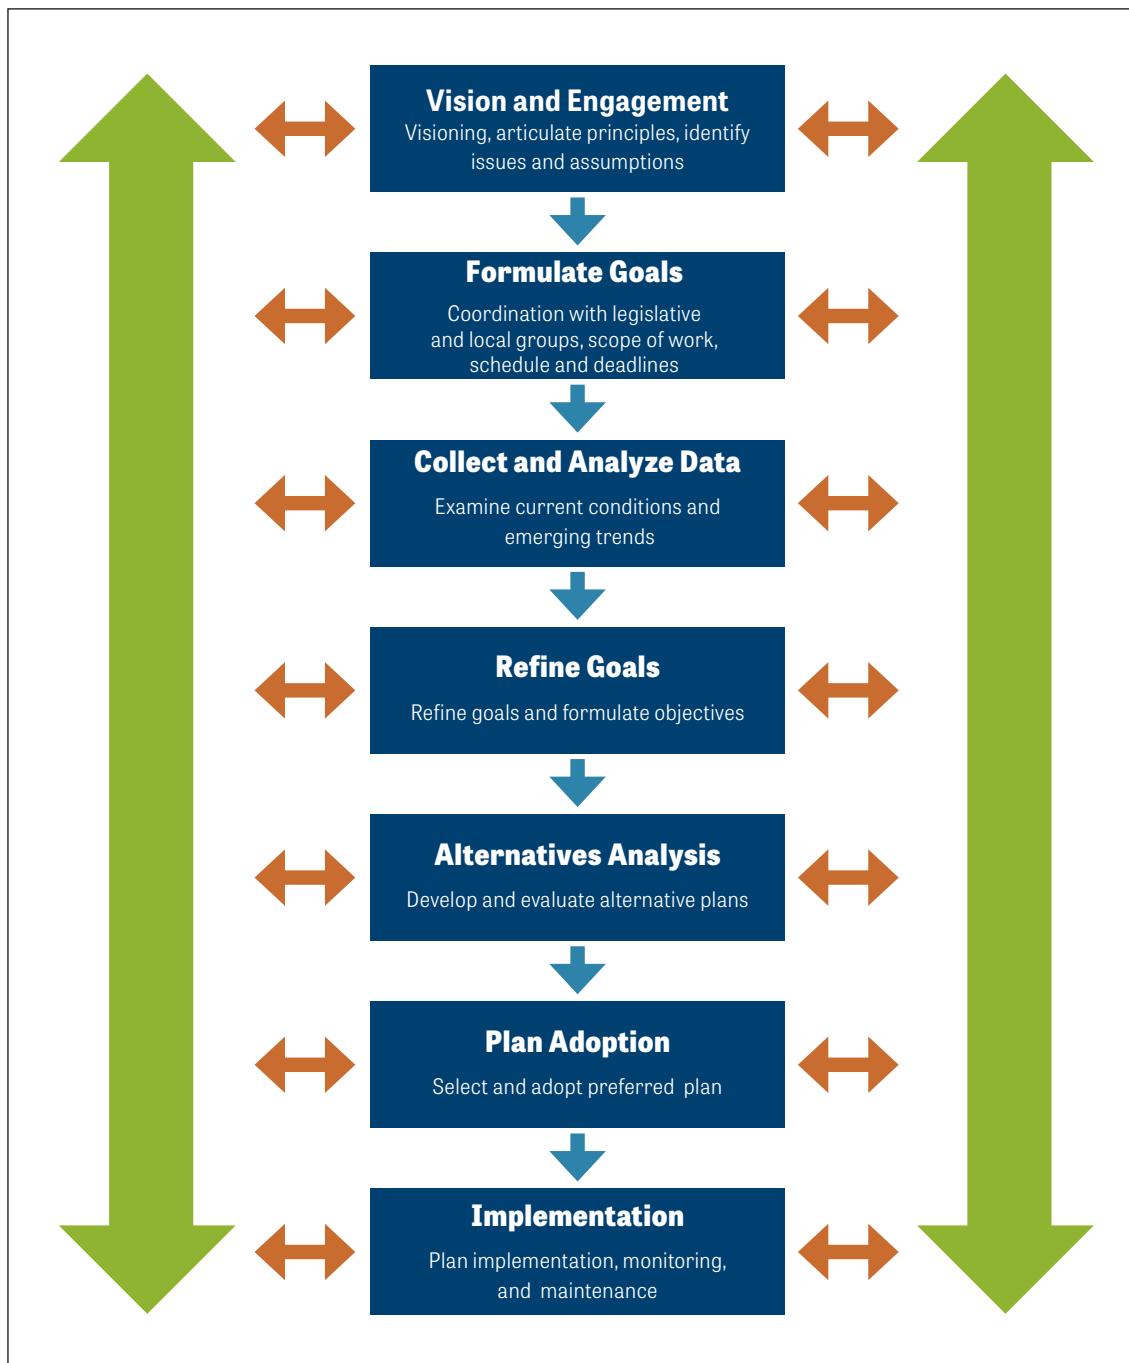 Vision and Engagement
Visioning, articulate principles, identify
issues and assumptions
Formulate Goals
Coordination with legislative
and local groups, scope of work,
schedule and deadlines
Collect and Analyze Data
Examine current conditions and
emerging trends
Refine Goals
Refine goals and formulate objectives
Alternatives Analysis
Develop and evaluate alternative plans
Plan Adoption
Select and adopt preferred plan
Implementation
Plan implementation, monitoring,
and maintenance